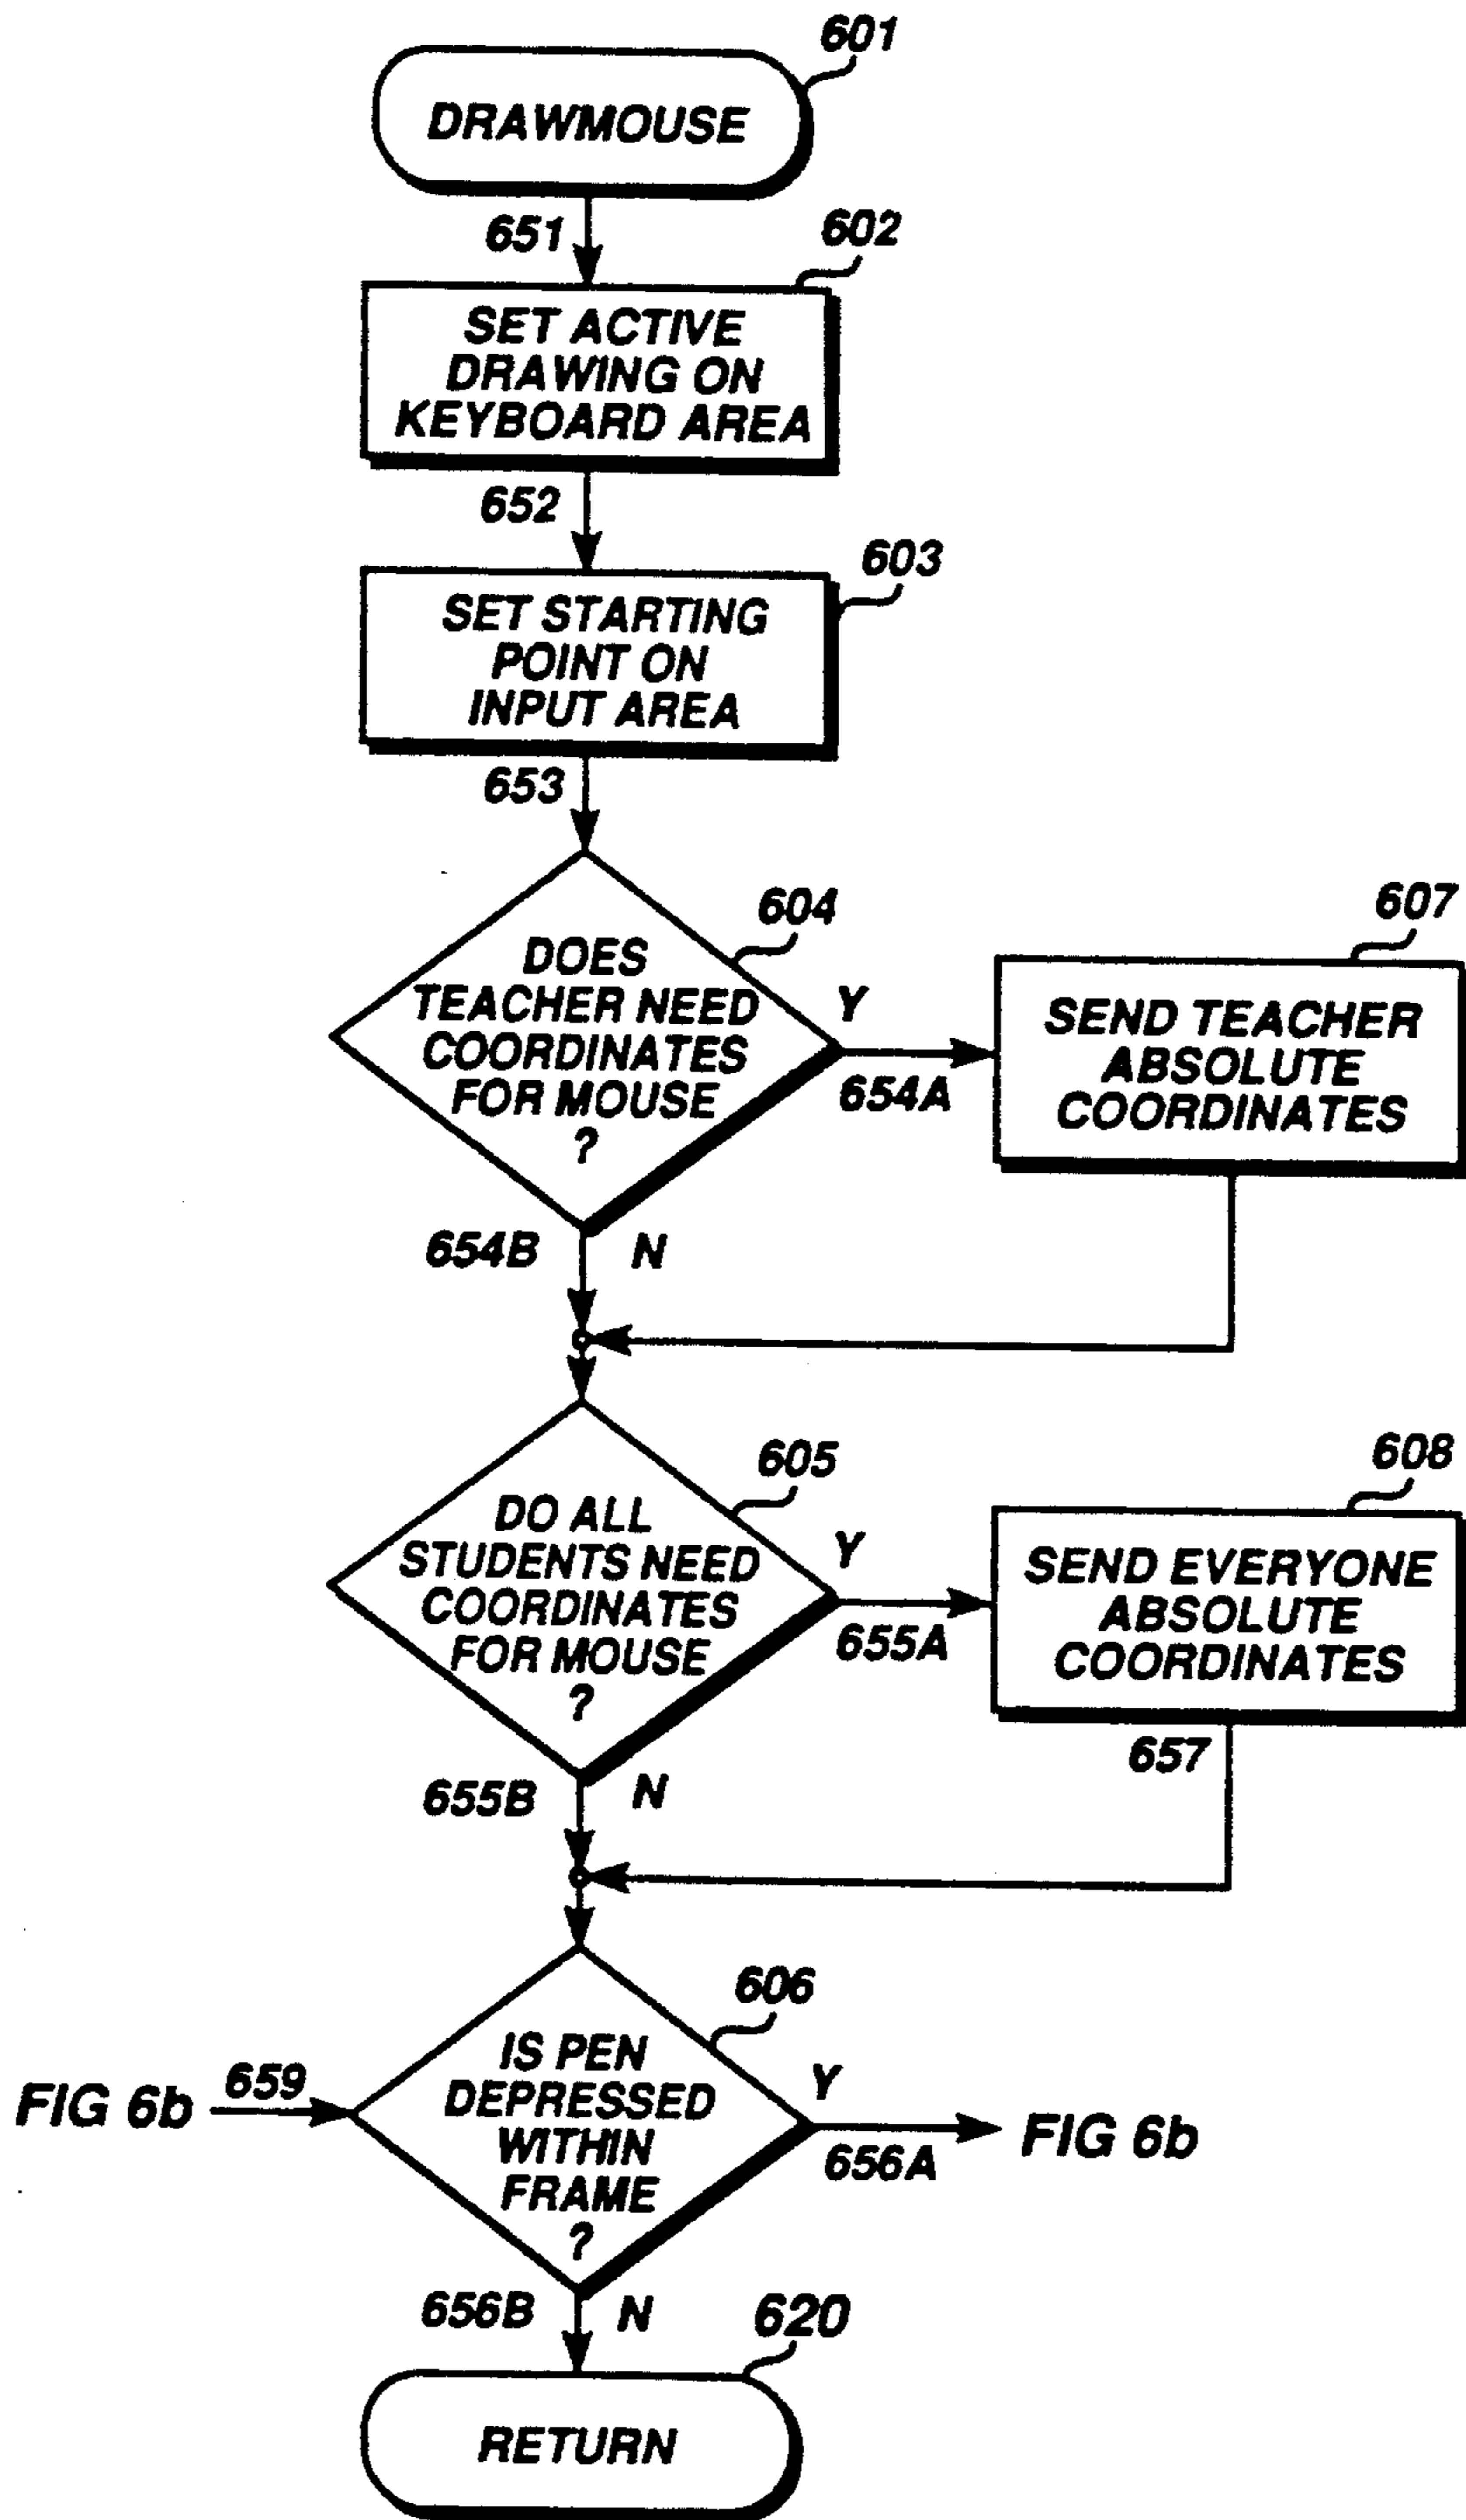 601
DRAWMOUSE
651
602
SET ACTIVE
DRAWING ON
KEYBOARD AREA
652
603
SET STARTING
POINT ON
INPUT AREA
653
604
DOES
TEACHER NEED
COORDINATES
FOR MOUSE
?
Y
654A
607
SEND TEACHER
ABSOLUTE
COORDINATES
654B
N
605
DO ALL
STUDENTS NEED
COORDINATES
FOR MOUSE
?
Y
655A
608
SEND EVERYONE
ABSOLUTE
COORDINATES
657
655B
N
606
IS PEN
DEPRESSED
WITHIN
FRAME
?
FIG 6b
659
Y
656A
FIG 6b
656B
N
620
RETURN